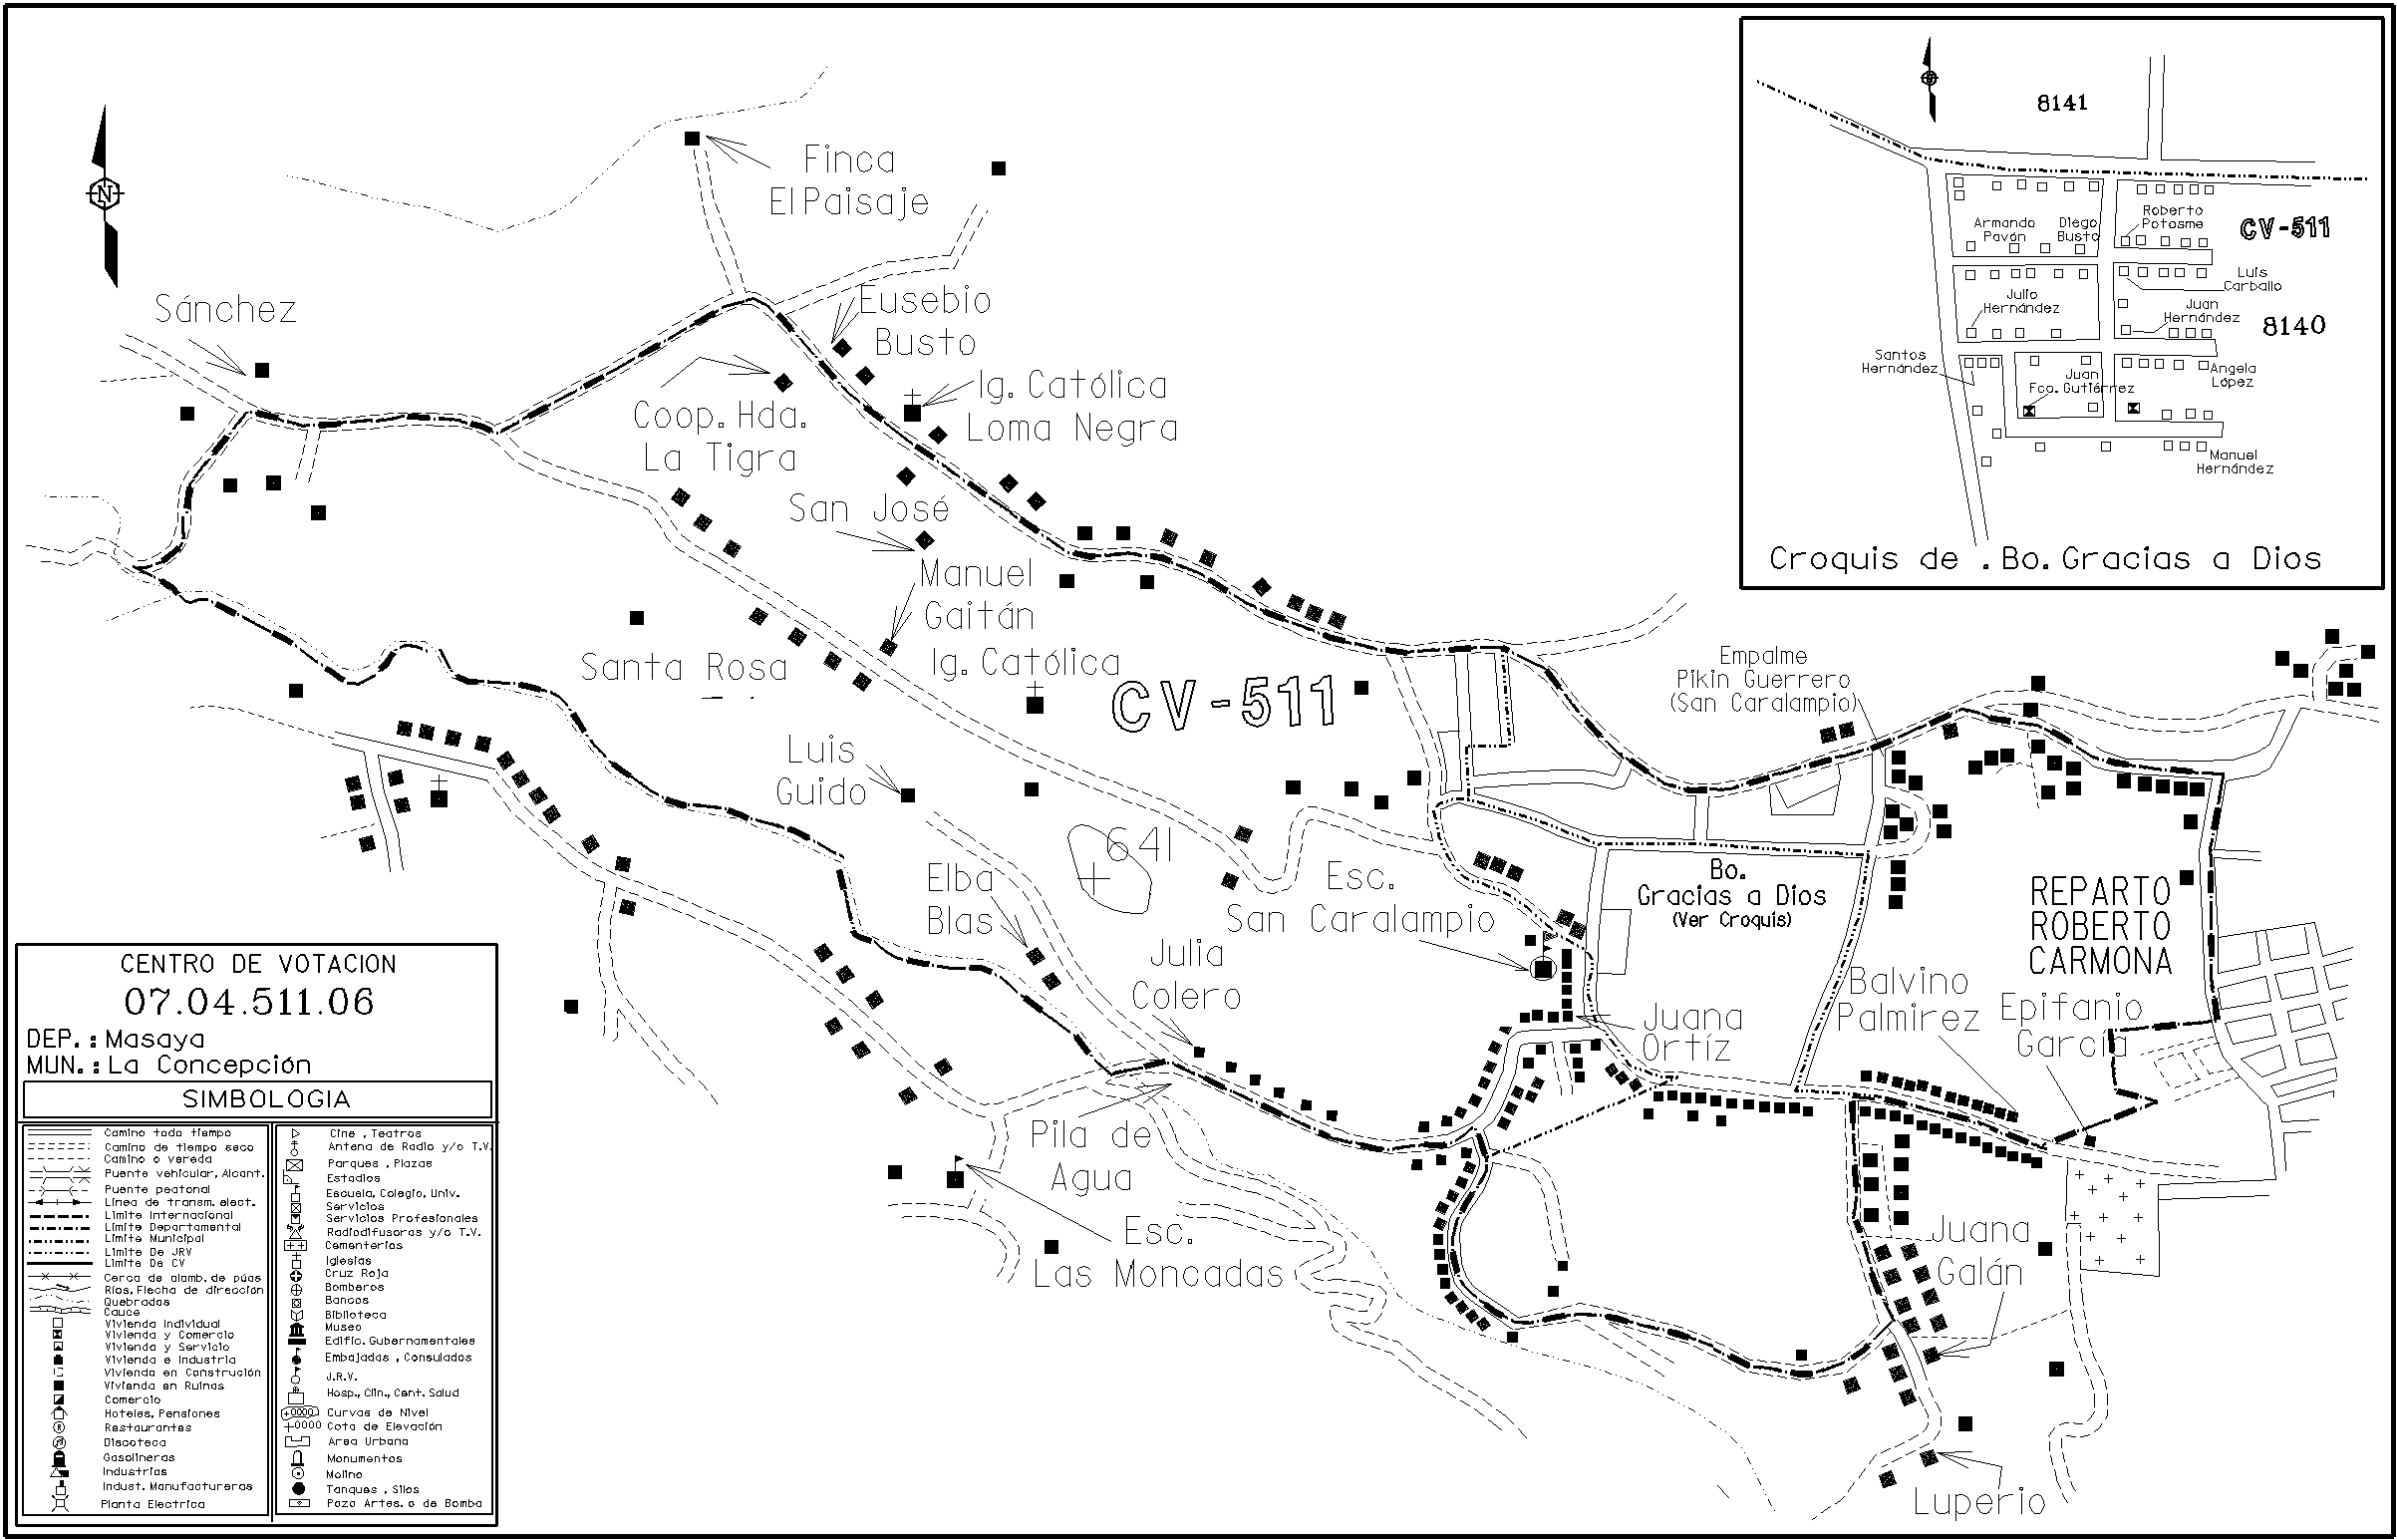 Finca
El Paisaje
Sánchez
Eusebio
Busto
Coop. Hda.
La Tigra
Ig. Católica
Loma Negra
San José
Manuel
Gaitán
Santa Rosa
Ig. Católica
CV-511
Luis
Guido
641
Elba
Blas
Esc.
San Caralampio
Julia
Colero
Juana
Ortíz
Empalme
Pikin Guerrero
(San Caralampio)
Bo.
Gracias a Dios
(Ver Croquis)
REPARTO
ROBERTO
CARMONA
Balvino
Palmirez
Epifanio
García
Pila de
Agua
Esc.
Las Moncadas
Juana
Galán
Luperio
N
8141
Armando
Pavón
Diego
Busto
Roberto
Potosme
CV-511
Luis
Carballo
Julio
Hernández
Juan
Hernández
8140
Santos
Hernández
Juan
Fco. Gutiérrez
Angela
López
Manuel
Hernández
Croquis de . Bo. Gracias a Dios
CENTRO DE VOTACION
07.04.511.06
DEP. : Masaya
MUN. : La Concepción
SIMBOLOGIA
Camino todo tiempo
Camino de tiempo seco
Camino o vereda
Puente vehicular, Alcant.
Puente peatonal
Línea de transm. elect.
Limite Internacional
Limite Departamental
Limite Municipal
Limite De JRV
Limite De CV
Cerca de alamb. de púas
Ríos, Flecha de dirección
Quebradas
Cauce
Vivienda Individual
Vivienda y Comercio
Vivienda y Servicio
Vivienda e Industria
Vivienda en Construción
Vivienda en Ruinas
Comercio
Hoteles, Pensiones
Restaurantes
Discoteca
Gasolineras
Industrias
Indust. Manufactureras
Planta Electrica
Cine , Teatros
Antena de Radio y/o T.V.
Parques , Plazas
Estadios
Escuela, Colegio, Univ.
Servicios
Servicios Profesionales
Radiodifusoras y/o T.V.
Cementerios
Iglesias
Cruz Roja
Bomberos
Bancos
Biblioteca
Museo
Edific. Gubernamentales
Embajadas , Consulados
J.R.V.
Hosp., Clin., Cent. Salud
Curvas de Nivel
Cota de Elevación
Area Urbana
Monumentos
Molino
Tanques , Silos
Pozo Artes. o de Bomba